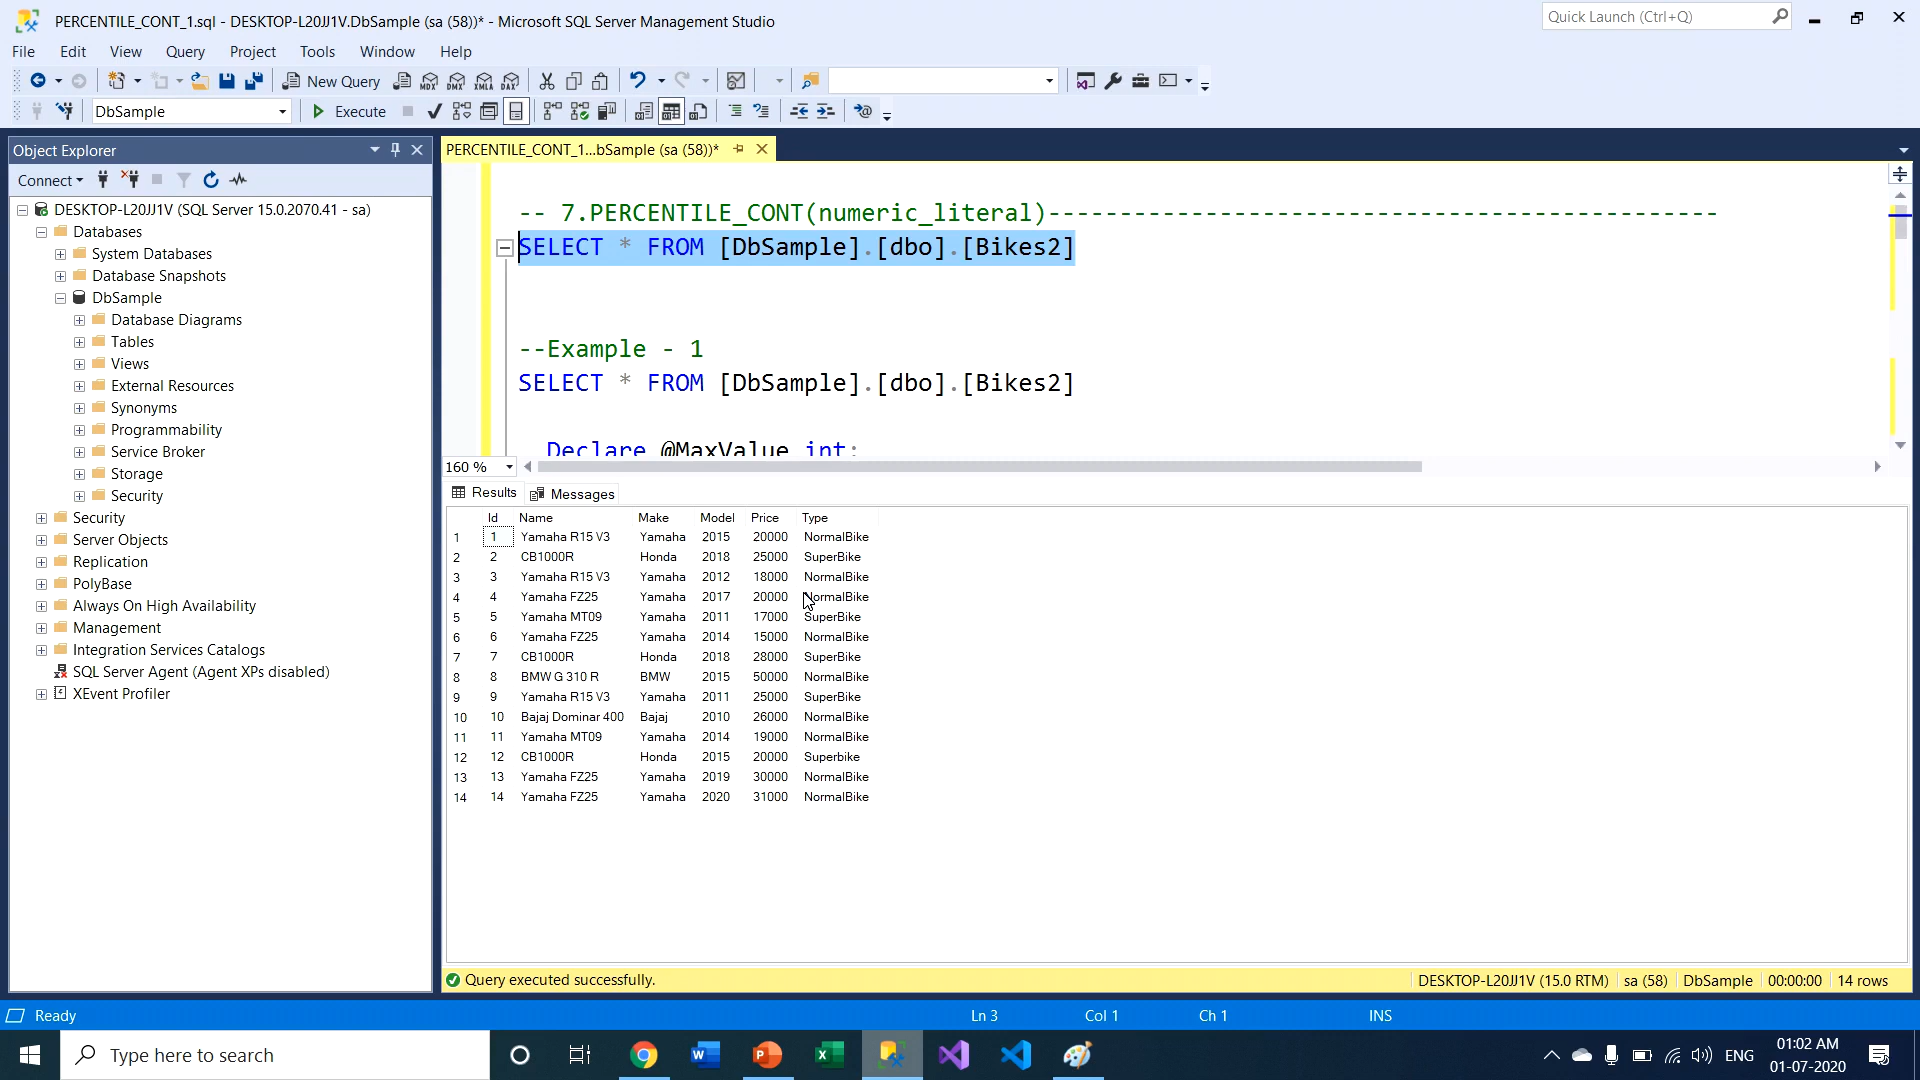 PERCENTILE_CONT_1.sql - DESKTOP-L20JJ1V.DbSample (sa (58))* - Microsoft SQL Server Management Studio
Quick Launch (Ctrl+Q)
File Edit View Query Project Tools Window Help
New Query MDX DMX XMLA DAX
DbSample Execute
Object Explorer
Connect
DESKTOP-L20JJ1V (SQL Server 15.0.2070.41 - sa)
Databases
System Databases
Database Snapshots
DbSample
Database Diagrams
Tables
Views
External Resources
Synonyms
Programmability
Service Broker
Storage
Security
Security
Server Objects
Replication
PolyBase
Always On High Availability
Management
Integration Services Catalogs
SQL Server Agent (Agent XPs disabled)
XEvent Profiler
PERCENTILE_CONT_1...bSample (sa (58))*
-- 7.PERCENTILE_CONT(numeric_literal)-----------------------------------------------
SELECT * FROM [DbSample].[dbo].[Bikes2]
--Example - 1
SELECT * FROM [DbSample].[dbo].[Bikes2]
Declare @MaxValue int;
160 %
Results Messages
Id Name Make Model Price Type
1 1 Yamaha R15 V3 Yamaha 2015 20000 NormalBike
2 2 CB1000R Honda 2018 25000 SuperBike
3 3 Yamaha R15 V3 Yamaha 2012 18000 NormalBike
4 4 Yamaha FZ25 Yamaha 2017 20000 NormalBike
5 5 Yamaha MT09 Yamaha 2011 17000 SuperBike
6 6 Yamaha FZ25 Yamaha 2014 15000 NormalBike
7 7 CB1000R Honda 2018 28000 SuperBike
8 8 BMW G 310 R BMW 2015 50000 NormalBike
9 9 Yamaha R15 V3 Yamaha 2011 25000 SuperBike
10 10 Bajaj Dominar 400 Bajaj 2010 26000 NormalBike
11 11 Yamaha MT09 Yamaha 2014 19000 NormalBike
12 12 CB1000R Honda 2015 20000 Superbike
13 13 Yamaha FZ25 Yamaha 2019 30000 NormalBike
14 14 Yamaha FZ25 Yamaha 2020 31000 NormalBike
Query executed successfully. DESKTOP-L20JJ1V (15.0 RTM) sa (58) DbSample 00:00:00 14 rows
Ready Ln 3 Col 1 Ch 1 INS
Type here to search
ENG
01:02 AM
01-07-2020